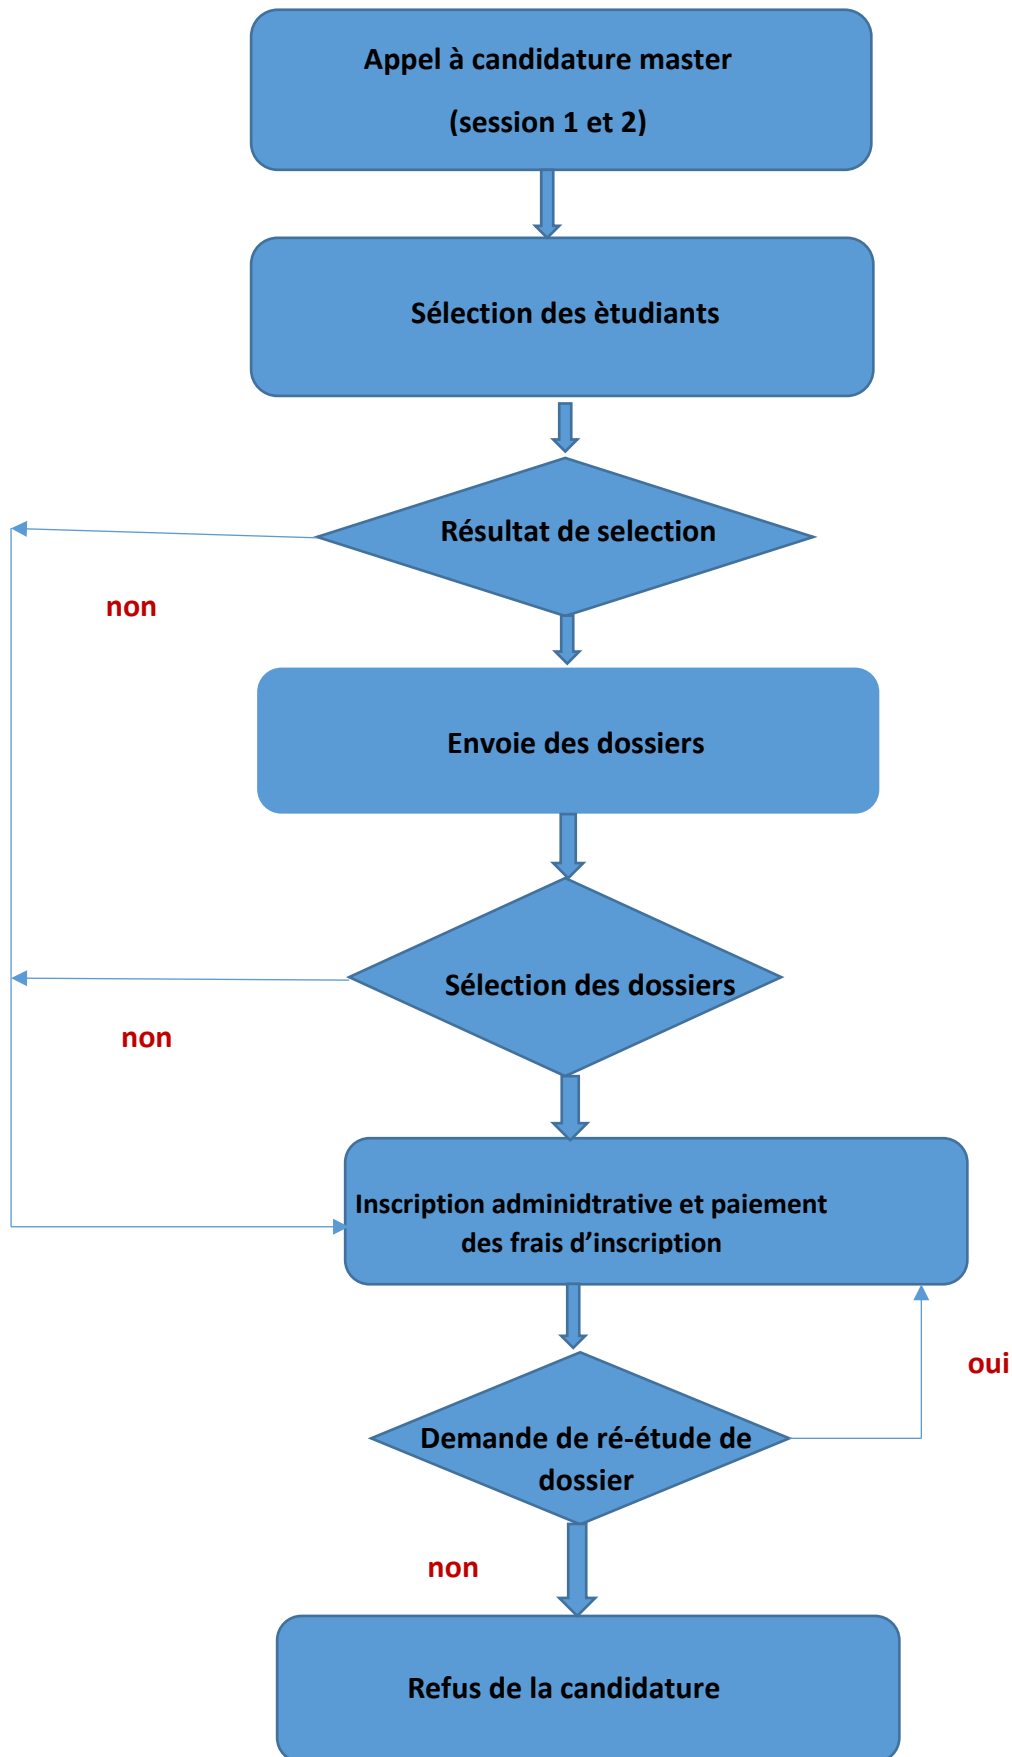 Appel à candidature master
(session 1 et 2)
Sélection des ètudiants
Résultat de selection
non
Envoie des dossiers
Sélection des dossiers
non
Inscription adminidtrative et paiement
des frais d’inscription
oui
Demande de ré-étude de
dossier
non
Refus de la candidature